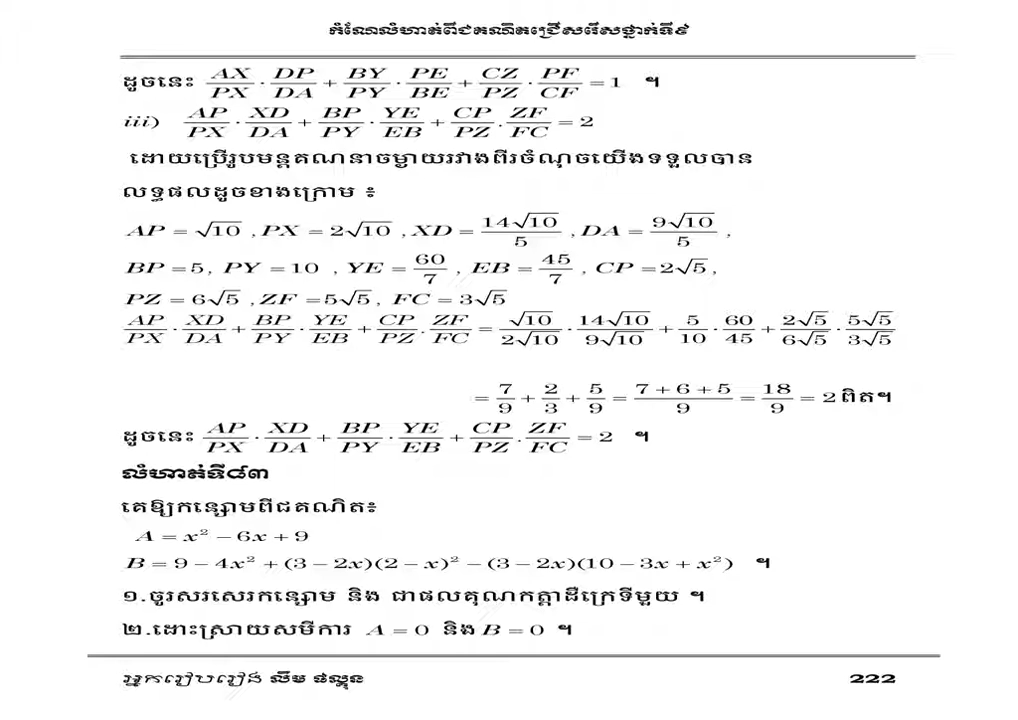 កំណែលំហាត់ពីជគណិតជ្រើសរើសថ្នាក់ទី៩
ដូចនេះ AX/PX · DP/DA + BY/PY · PE/BE + CZ/PZ · PF/CF = 1 ។
iii) AP/PX · XD/DA + BP/PY · YE/EB + CP/PZ · ZF/FC = 2
ដោយប្រើរូបមន្តគណនាចម្ងាយរវាងពីរចំណុចយើងទទួលបាន
លទ្ធផលដូចខាងក្រោម ៖
AP = √10 , PX = 2√10 , XD = 14√10/5 , DA = 9√10/5 ,
BP = 5, PY = 10 , YE = 60/7 , EB = 45/7 , CP = 2√5 ,
PZ = 6√5 , ZF = 5√5 , FC = 3√5
AP/PX · XD/DA + BP/PY · YE/EB + CP/PZ · ZF/FC = √10/2√10 · 14√10/9√10 + 5/10 · 60/45 + 2√5/6√5 · 5√5/3√5
= 7/9 + 2/3 + 5/9 = (7 + 6 + 5)/9 = 18/9 = 2 ពិត។
ដូចនេះ AP/PX · XD/DA + BP/PY · YE/EB + CP/PZ · ZF/FC = 2 ។
លំហាត់ទី៨៣
គេឱ្យកន្សោមពីជគណិត៖
A = x² − 6x + 9
B = 9 − 4x² + (3 − 2x)(2 − x)² − (3 − 2x)(10 − 3x + x²) ។
១.ចូរសរសេរកន្សោម និង ជាផលគុណកត្តាដឺក្រេទីមួយ ។
២.ដោះស្រាយសមីការ A = 0 និង B = 0 ។
អ្នករៀបរៀង លឹម ផល្គុន
222